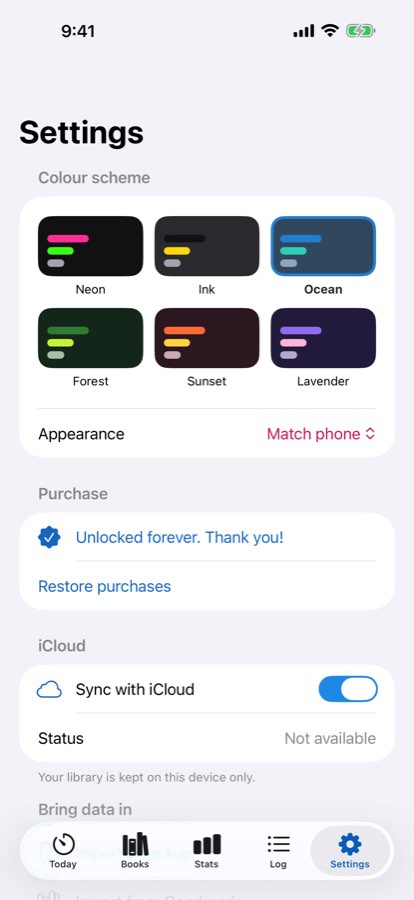 9:41
Settings
Colour scheme
Neon
Ink
Ocean
Forest
Sunset
Lavender
Appearance
Match phone
Purchase
Unlocked forever. Thank you!
Restore purchases
iCloud
Sync with iCloud
Status
Not available
Your library is kept on this device only.
Bring data in
Today
Books
Stats
Log
Settings